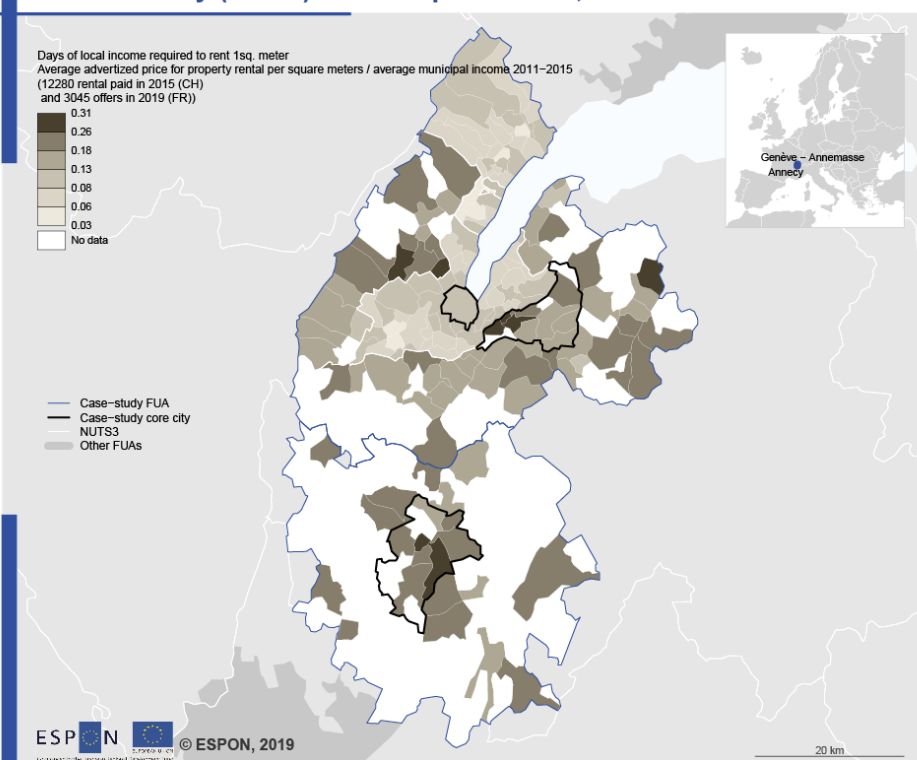 Days of local income required to rent 1sq. meter
Average advertized price for property rental per square meters / average municipal income 2011−2015
(12280 rental paid in 2015 (CH)
and 3045 offers in 2019 (FR))
0.31
0.26
0.18
0.13
0.08
0.06
0.03
No data
Genève − Annemasse
Annecy
Case−study FUA
Case−study core city
NUTS3
Other FUAs
ESPON
© ESPON, 2019
20 km